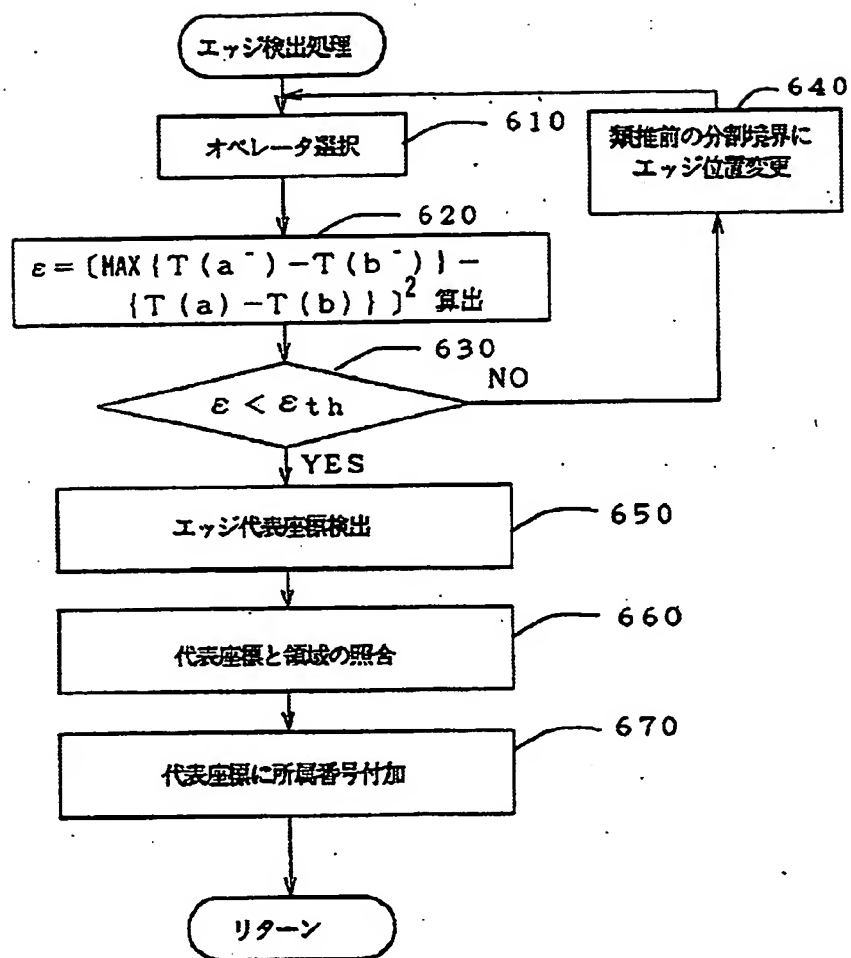 エッジ検出処理
640
610
オペレータ選択
類推前の分割境界に
エッジ位置変更
620
ε=[MAX{T(a⁻)−T(b⁻)}−
{T(a)−T(b)}]² 算出
630
NO
ε<εth
YES
エッジ代表座標検出
650
660
代表座標と領域の照合
670
代表座標に所属番号付加
リターン